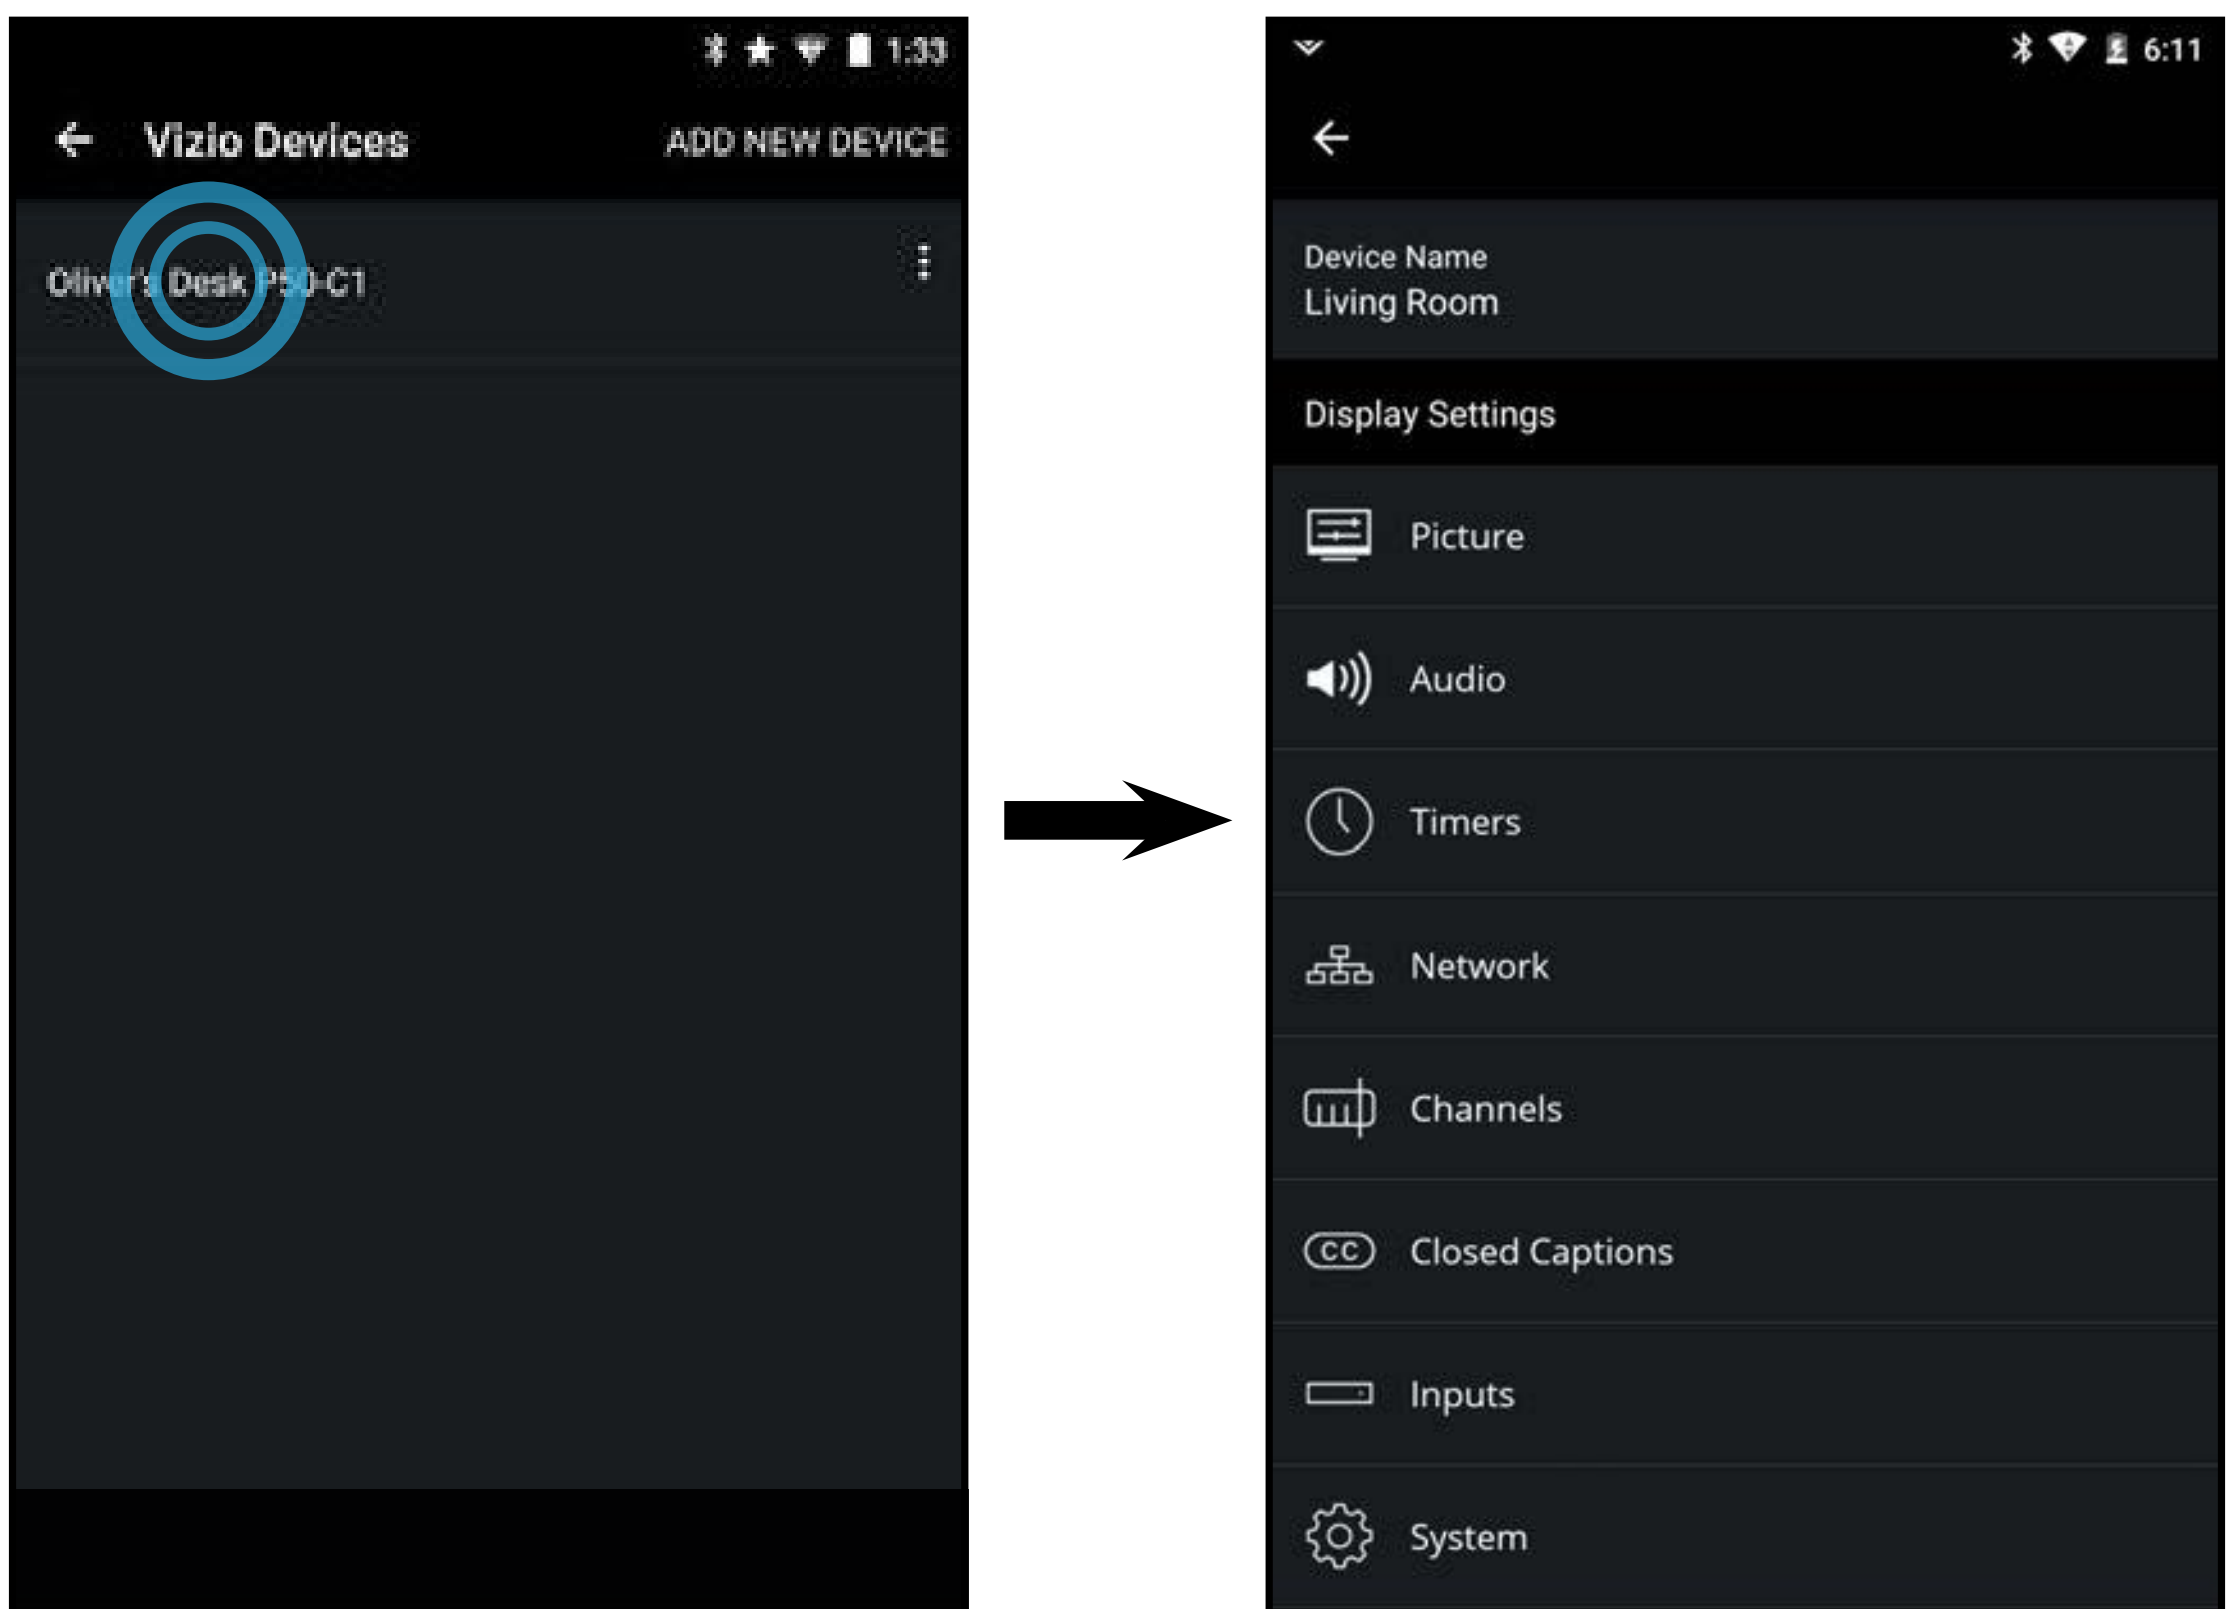 1:33
Vizio Devices ADD NEW DEVICE
Oliver's Desk P50-C1
6:11
Device Name
Living Room
Display Settings
Picture
Audio
Timers
Network
Channels
CC Closed Captions
Inputs
System